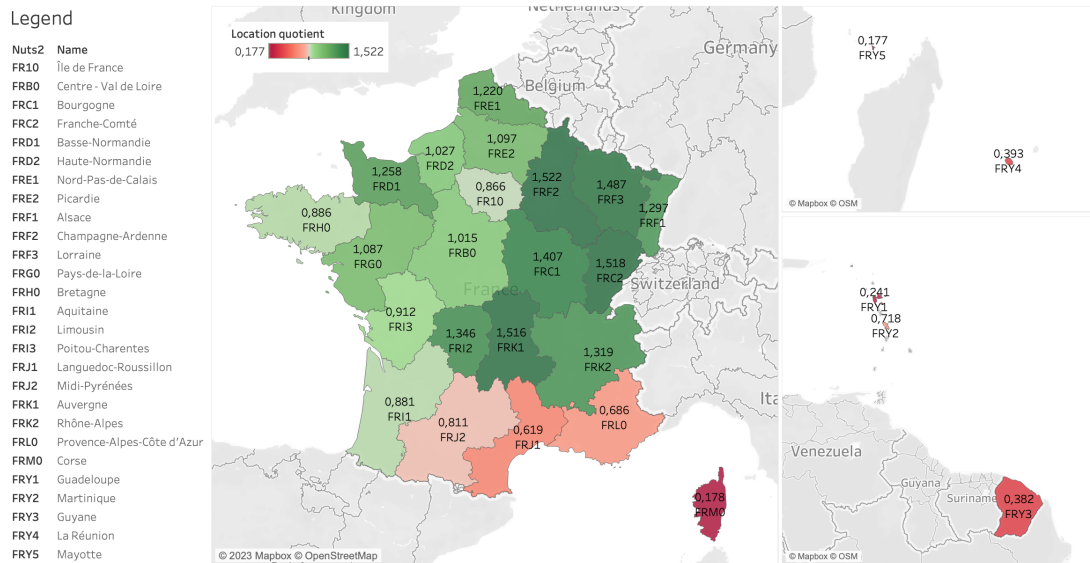 Legend
Nuts2 Name
FR10 Île de France
FRB0 Centre - Val de Loire
FRC1 Bourgogne
FRC2 Franche-Comté
FRD1 Basse-Normandie
FRD2 Haute-Normandie
FRE1 Nord-Pas-de-Calais
FRE2 Picardie
FRF1 Alsace
FRF2 Champagne-Ardenne
FRF3 Lorraine
FRG0 Pays-de-la-Loire
FRH0 Bretagne
FRI1 Aquitaine
FRI2 Limousin
FRI3 Poitou-Charentes
FRJ1 Languedoc-Roussillon
FRJ2 Midi-Pyrénées
FRK1 Auvergne
FRK2 Rhône-Alpes
FRL0 Provence-Alpes-Côte d'Azur
FRM0 Corse
FRY1 Guadeloupe
FRY2 Martinique
FRY3 Guyane
FRY4 La Réunion
FRY5 Mayotte
Kingdom
Netherlands
Location quotient
0,177 1,522
Germany
Belgium
1,220
FRE1
1,097
FRE2
1,027
FRD2
1,258
FRD1
0,866
FR10
1,522
FRF2
1,487
FRF3
1,297
FRF1
0,886
FRH0
1,087
FRG0
1,015
FRB0
1,407
FRC1
1,518
FRC2
France
Switzerland
0,912
FRI3
1,346
FRI2
1,516
FRK1
1,319
FRK2
Ita
0,881
FRI1
0,811
FRJ2
0,619
FRJ1
0,686
FRL0
0,178
FRM0
© 2023 Mapbox © OpenStreetMap
0,177
FRY5
0,393
FRY4
© Mapbox © OSM
0,241
FRY1
0,718
FRY2
Venezuela
Guyana
Suriname
0,382
FRY3
© Mapbox © OSM